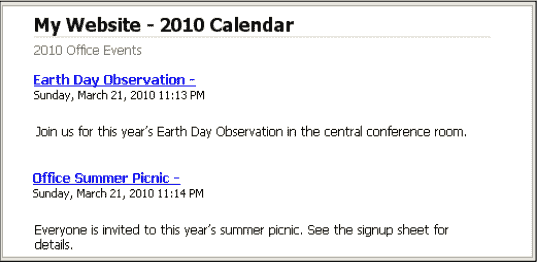 My Website - 2010 Calendar
2010 Office Events
Earth Day Observation -
Sunday, March 21, 2010 11:13 PM
Join us for this year's Earth Day Observation in the central conference room.
Office Summer Picnic -
Sunday, March 21, 2010 11:14 PM
Everyone is invited to this year's summer picnic. See the signup sheet for
details.